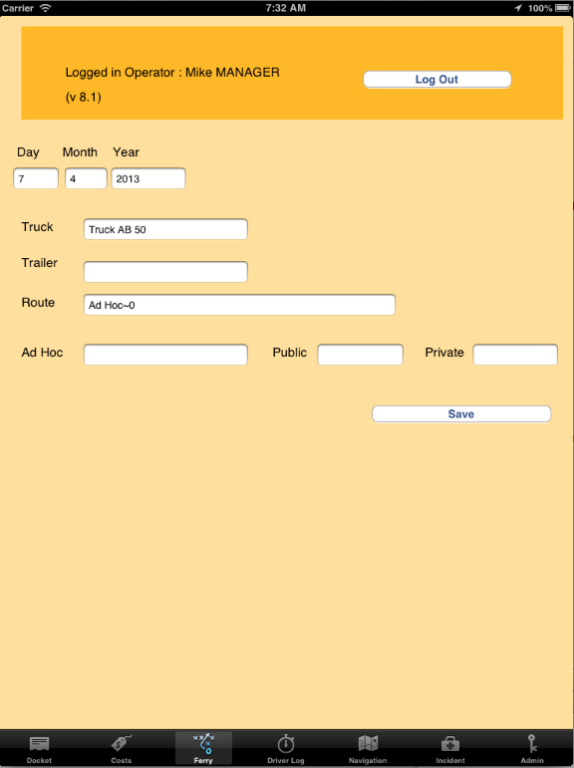 Carrier 7:32 AM 100%
Logged in Operator : Mike MANAGER
Log Out
(v 8.1)
Day Month Year
7 4 2013
Truck Truck AB 50
Trailer
Route Ad Hoc~0
Ad Hoc Public Private
Save
Docket Costs Ferry Driver Log Navigation Incident Admin